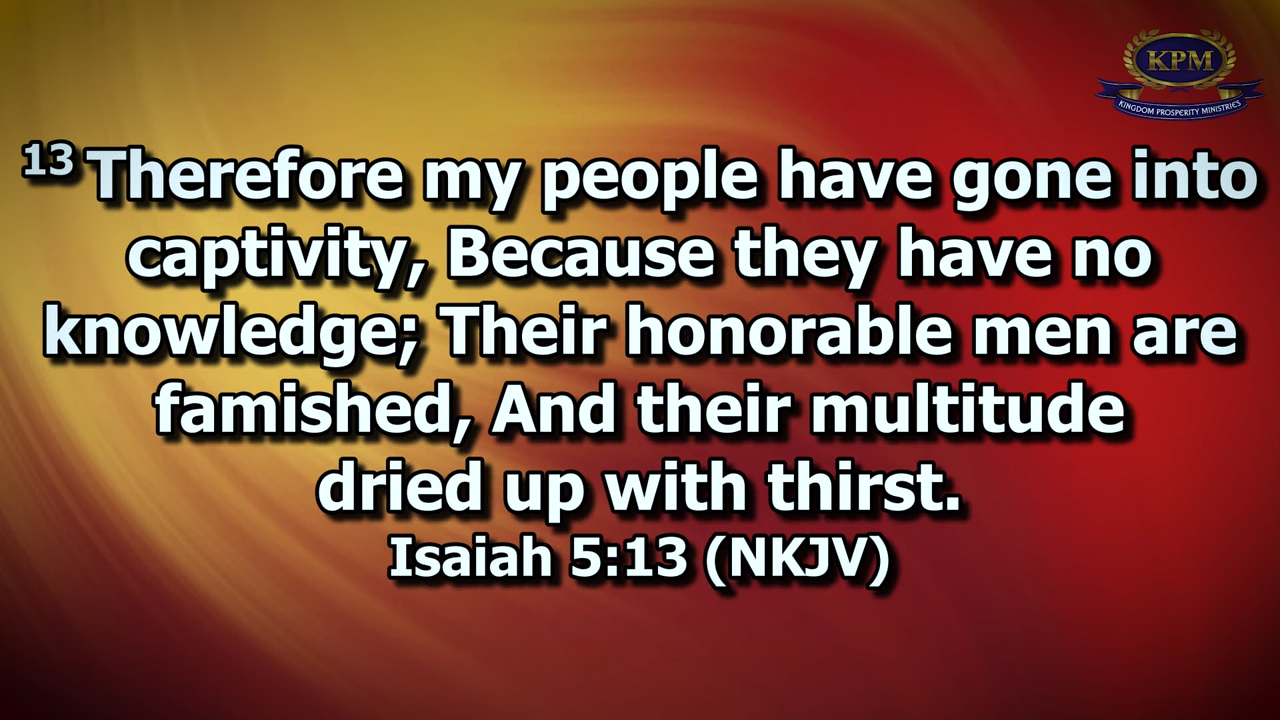 KPM
KINGDOM PROSPERITY MINISTRIES
13 Therefore my people have gone into
captivity, Because they have no
knowledge; Their honorable men are
famished, And their multitude
dried up with thirst.
Isaiah 5:13 (NKJV)